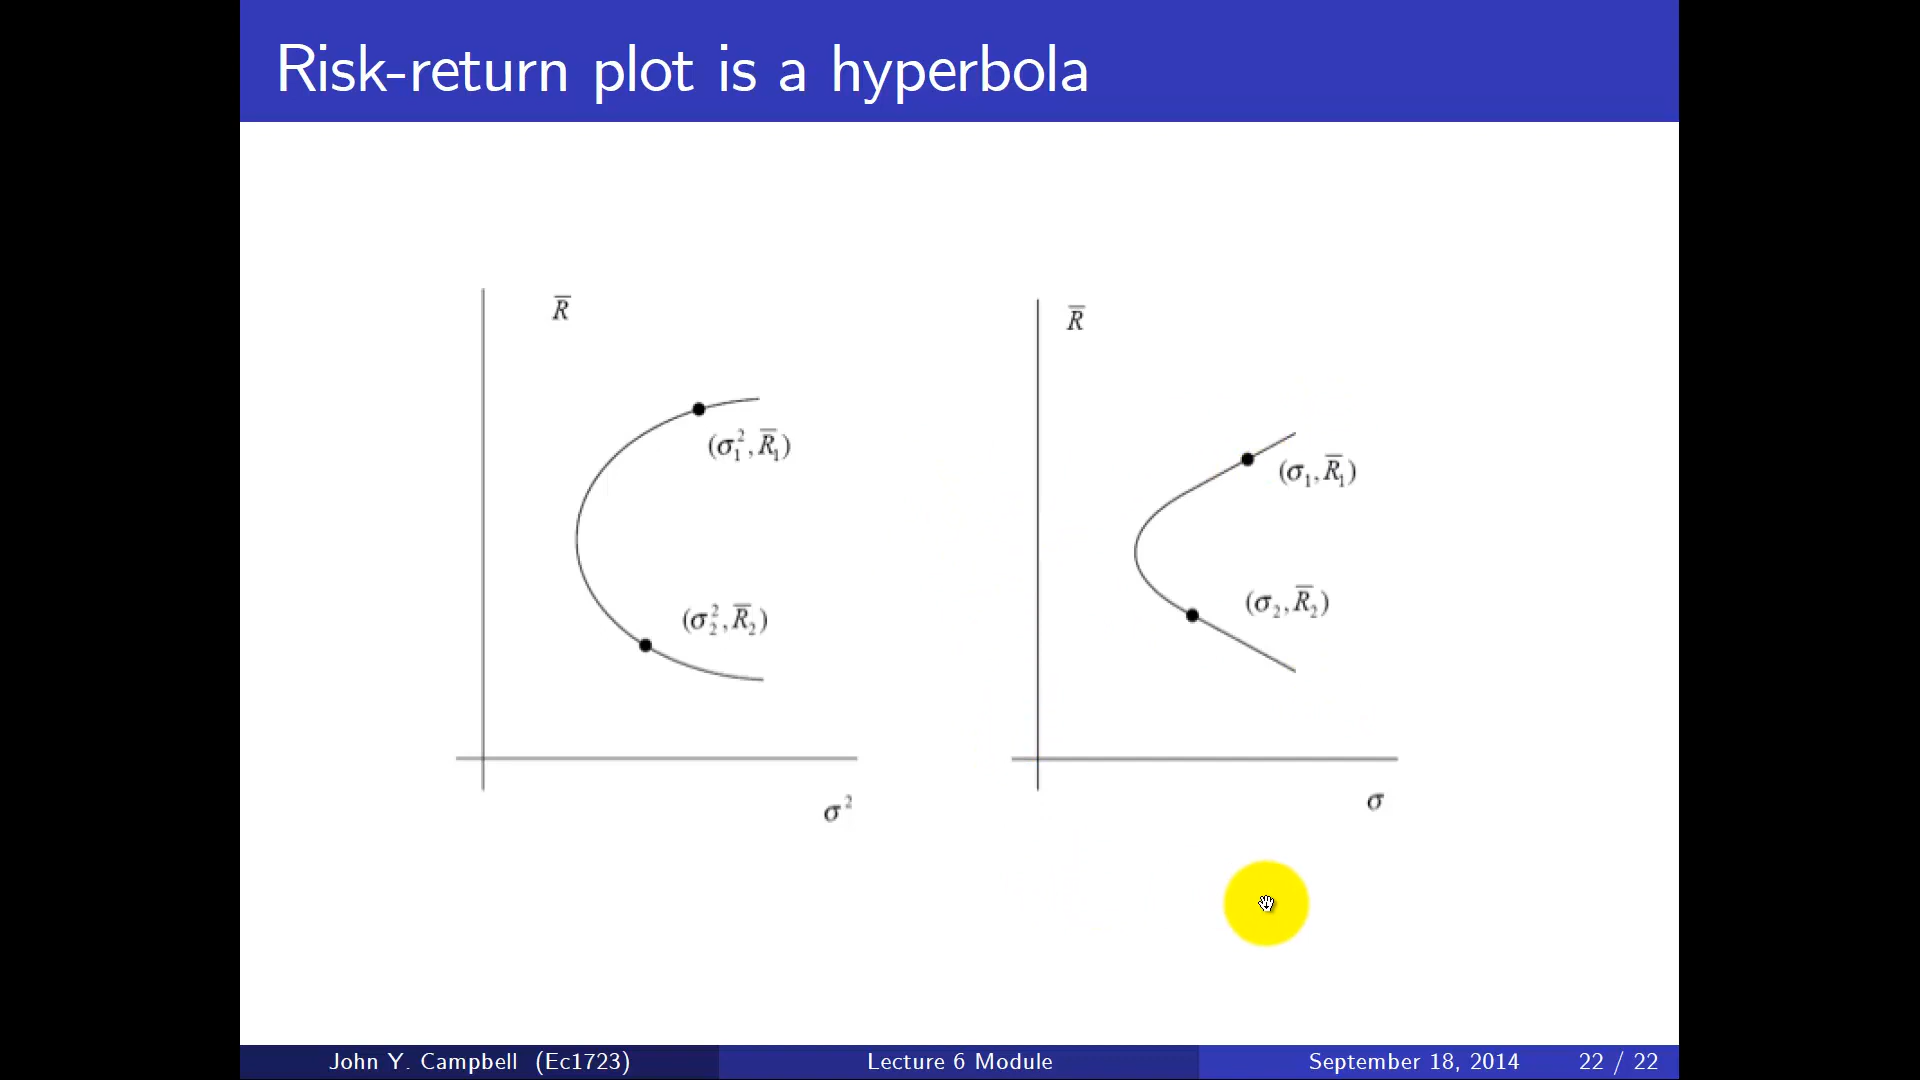 Risk-return plot is a hyperbola
R̅
(σ₁², R̅₁)
(σ₂², R̅₂)
σ²
R̅
(σ₁, R̅₁)
(σ₂, R̅₂)
σ
John Y. Campbell (Ec1723)
Lecture 6 Module
September 18, 2014
22 / 22